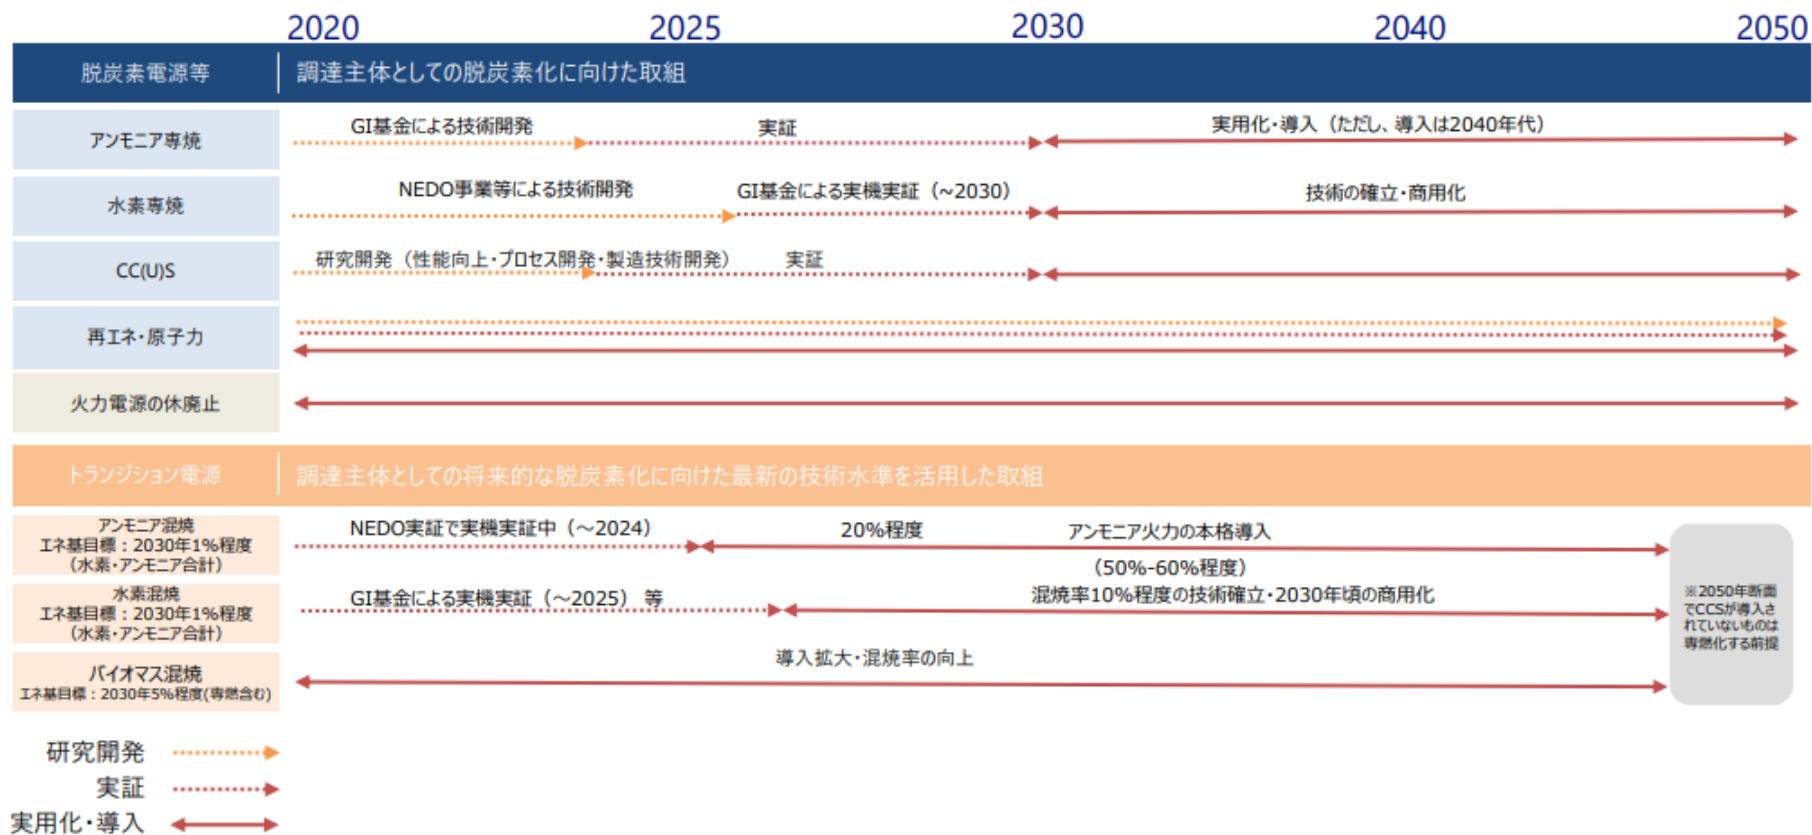 2020 2025 2030 2040 2050
脱炭素電源等 調達主体としての脱炭素化に向けた取組
アンモニア専焼 GI基金による技術開発 実証 実用化・導入（ただし、導入は2040年代）
水素専焼 NEDO事業等による技術開発 GI基金による実機実証（~2030） 技術の確立・商用化
CC(U)S 研究開発（性能向上・プロセス開発・製造技術開発） 実証
再エネ・原子力
火力電源の休廃止
トランジション電源 調達主体としての将来的な脱炭素化に向けた最新の技術水準を活用した取組
アンモニア混焼
エネ基目標：2030年1%程度
（水素・アンモニア合計）
NEDO実証で実機実証中（～2024） 20%程度 アンモニア火力の本格導入
（50%-60%程度）
水素混焼
エネ基目標：2030年1%程度
（水素・アンモニア合計）
GI基金による実機実証（～2025） 等 混焼率10%程度の技術確立・2030年頃の商用化
バイオマス混焼
エネ基目標：2030年5%程度(専燃含む)
導入拡大・混焼率の向上
※2050年断面
でCCSが導入さ
れていないものは
専燃化する前提
研究開発
実証
実用化・導入